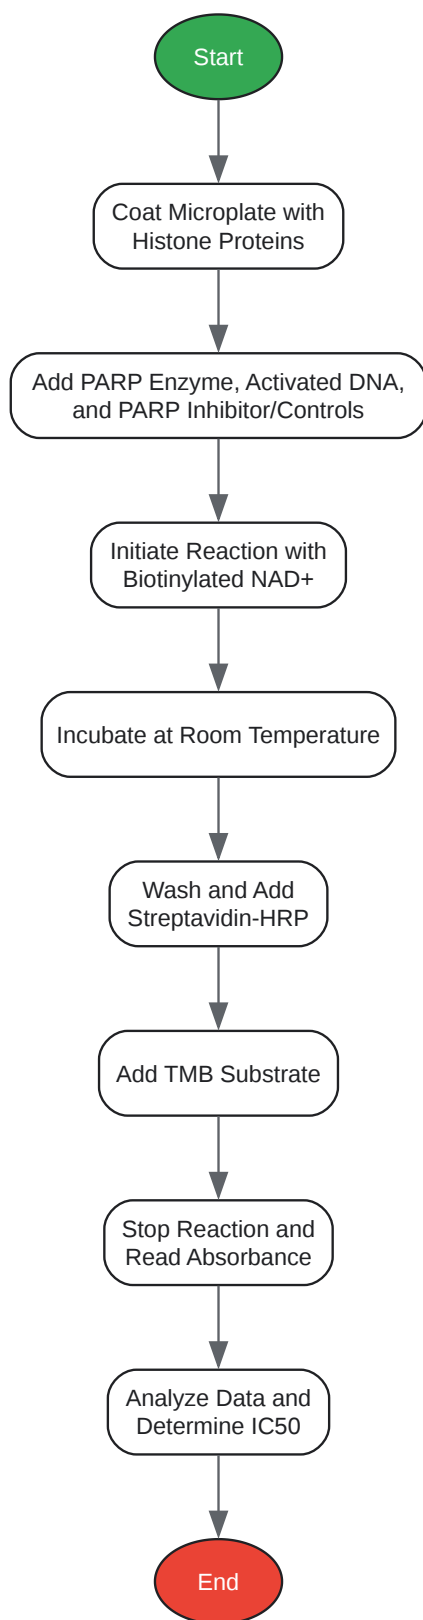 Start
Coat Microplate with
Histone Proteins
Add PARP Enzyme, Activated DNA,
and PARP Inhibitor/Controls
Initiate Reaction with
Biotinylated NAD+
Incubate at Room Temperature
Wash and Add
Streptavidin-HRP
Add TMB Substrate
Stop Reaction and
Read Absorbance
Analyze Data and
Determine IC50
End